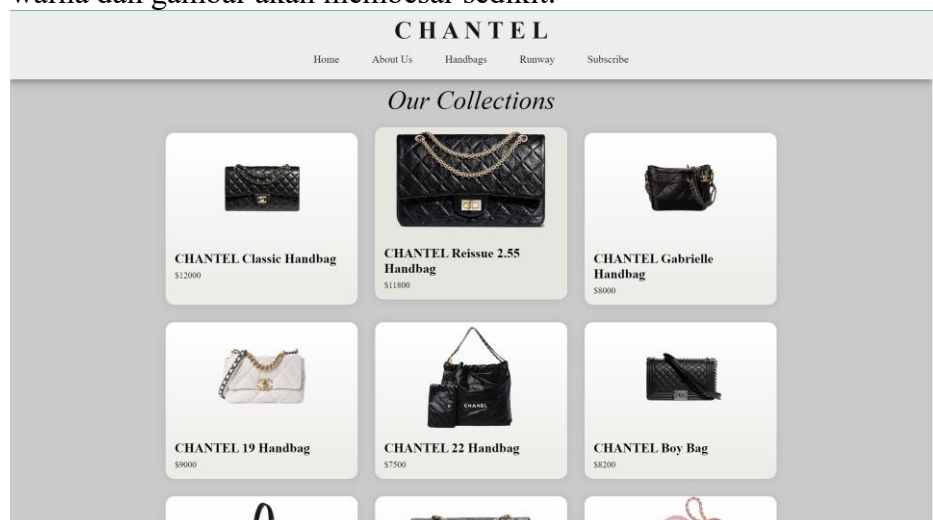 warna dan gambar akan membesar sedikit.
CHANTEL
Home About Us Handbags Runway Subscribe
Our Collections
CHANTEL Classic Handbag
$12000
CHANTEL Reissue 2.55
Handbag
$11800
CHANTEL Gabrielle
Handbag
$8000
CHANEL
CHANTEL 19 Handbag
$9000
CHANTEL 22 Handbag
$7500
CHANTEL Boy Bag
$8200